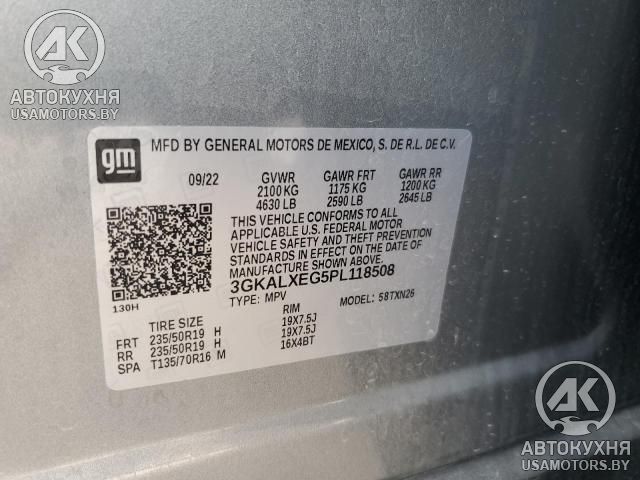 AK
АВТОКУХНЯ
USAMOTORS.BY
gm
MFD BY GENERAL MOTORS DE MEXICO, S. DE R.L. DE C.V.
09/22 GVWR GAWR FRT GAWR RR
2100 KG 1175 KG 1200 KG
4630 LB 2590 LB 2645 LB
THIS VEHICLE CONFORMS TO ALL
APPLICABLE U.S. FEDERAL MOTOR
VEHICLE SAFETY AND THEFT PREVENTION
STANDARDS IN EFFECT ON THE DATE OF
MANUFACTURE SHOWN ABOVE.
3GKALXEG5PL118508
130H
TYPE: MPV MODEL: 58TXN26
TIRE SIZE RIM
FRT 235/50R19 H 19X7.5J
RR 235/50R19 H 19X7.5J
SPA T135/70R16 M 16X4BT
AK
АВТОКУХНЯ
USAMOTORS.BY